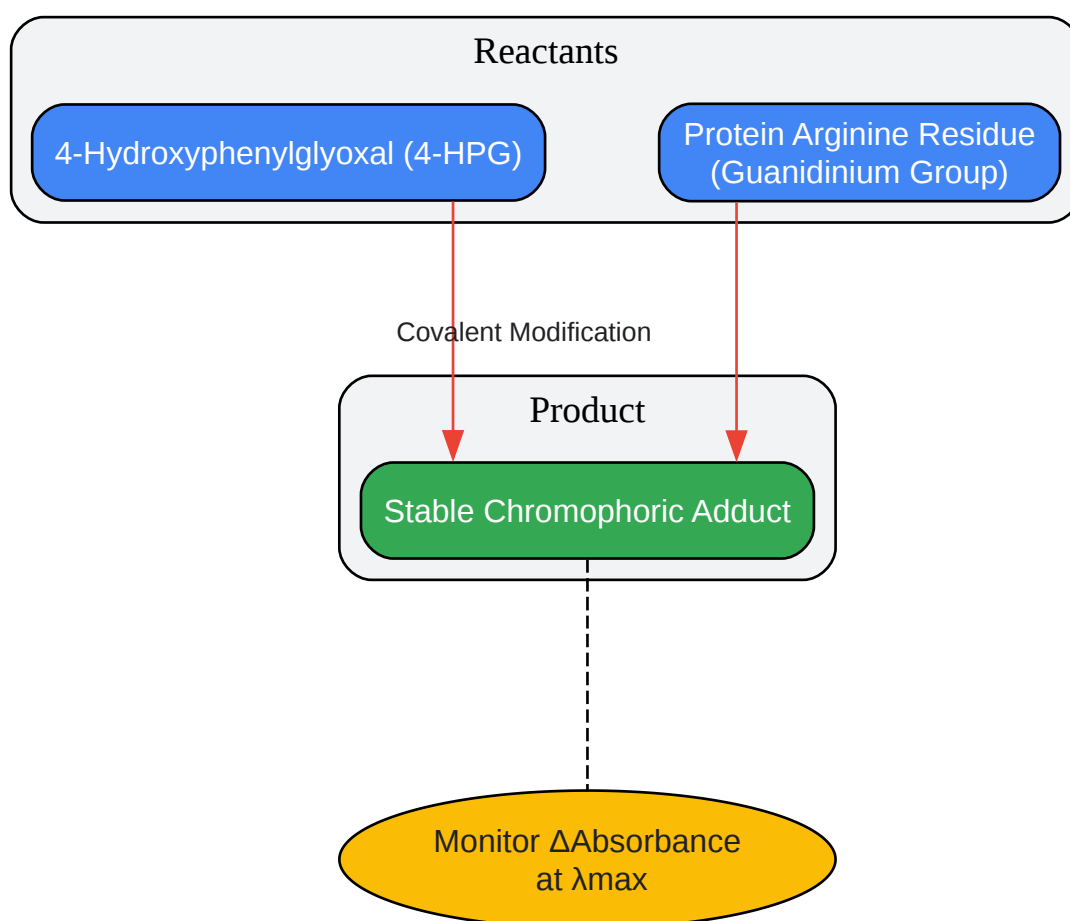 Reactants
4-Hydroxyphenylglyoxal (4-HPG)
Protein Arginine Residue
(Guanidinium Group)
Covalent Modification
Product
Stable Chromophoric Adduct
Monitor ΔAbsorbance
at λmax